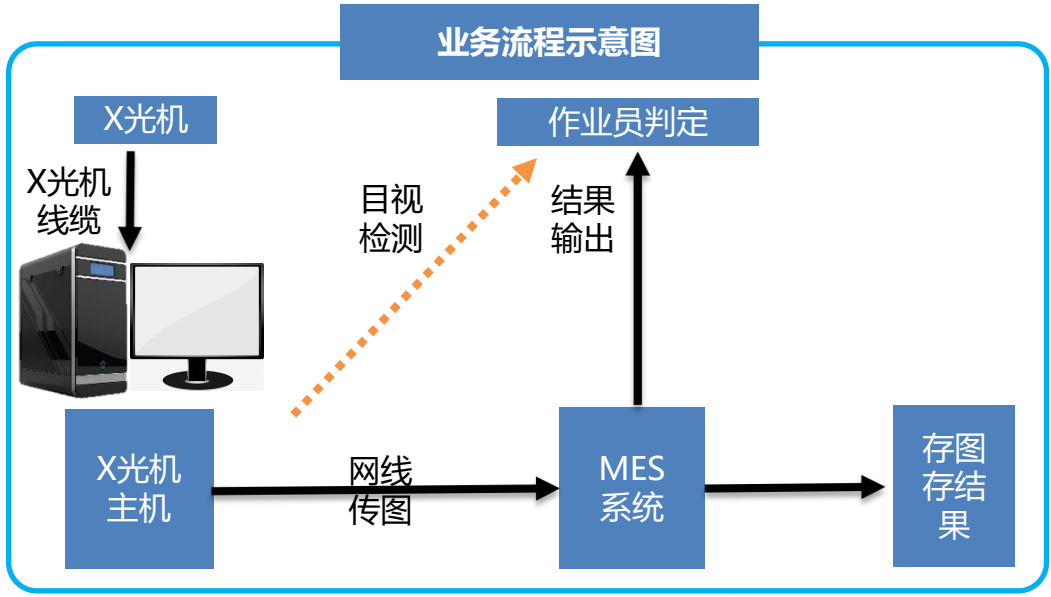 业务流程示意图
X光机
作业员判定
X光机
线缆
目视
检测
结果
输出
X光机
主机
网线
传图
MES
系统
存图
存结
果